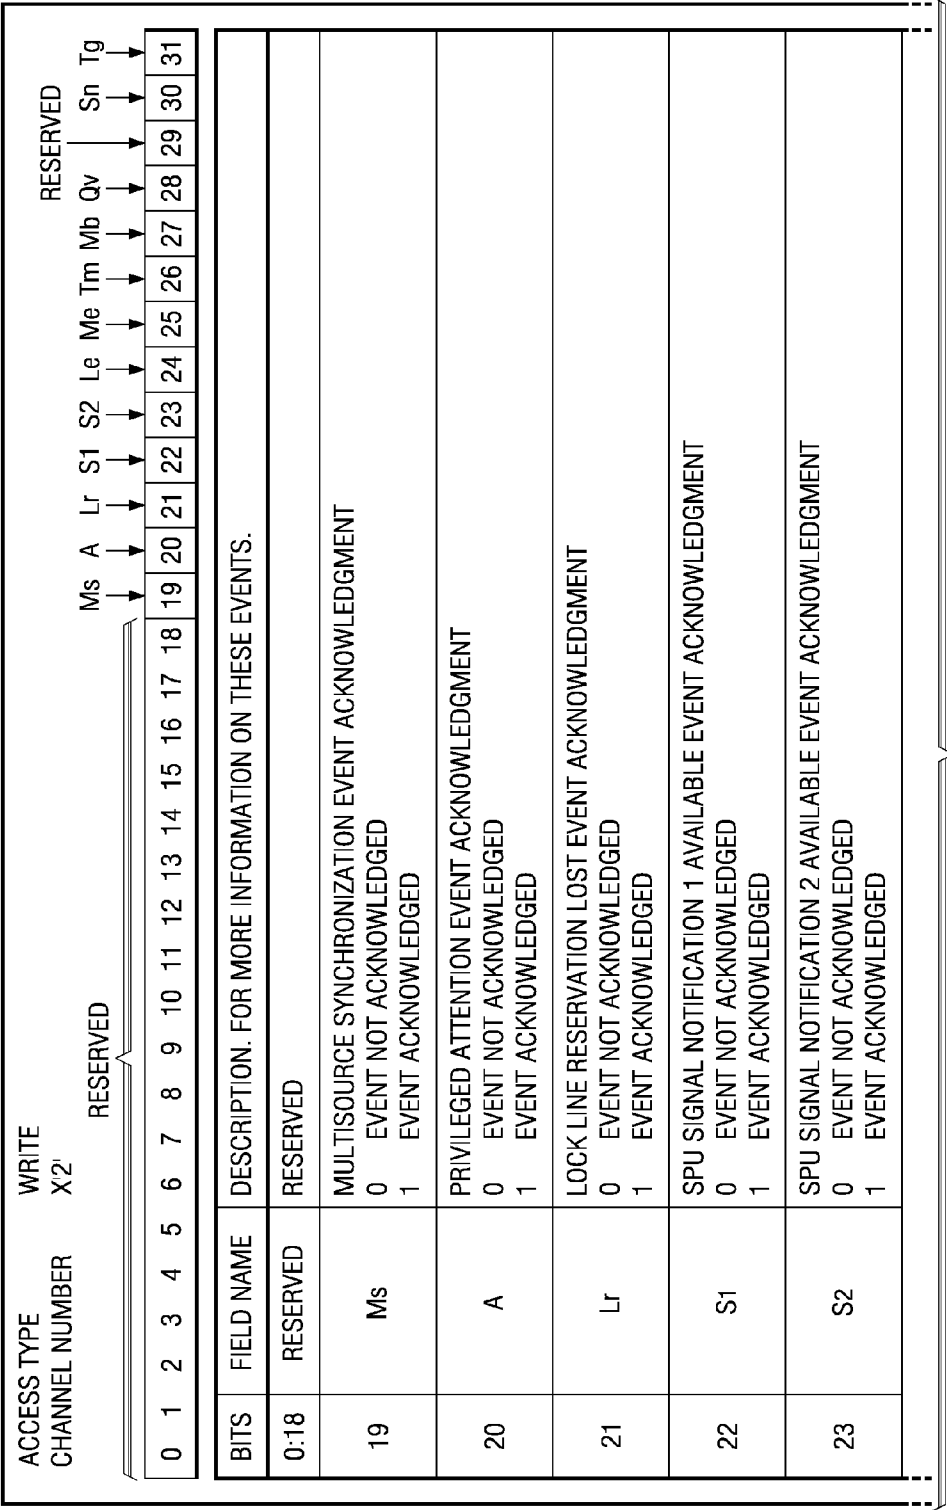 ACCESS TYPE WRITE
CHANNEL NUMBER X'2'
RESERVED Ms A Lr S1 S2 Le Me Tm Mb Qv RESERVED Sn Tg
0 1 2 3 4 5 6 7 8 9 10 11 12 13 14 15 16 17 18 19 20 21 22 23 24 25 26 27 28 29 30 31
BITS FIELD NAME DESCRIPTION. FOR MORE INFORMATION ON THESE EVENTS.
0:18 RESERVED RESERVED
19 Ms MULTISOURCE SYNCHRONIZATION EVENT ACKNOWLEDGMENT
0 EVENT NOT ACKNOWLEDGED
1 EVENT ACKNOWLEDGED
20 A PRIVILEGED ATTENTION EVENT ACKNOWLEDGMENT
0 EVENT NOT ACKNOWLEDGED
1 EVENT ACKNOWLEDGED
21 Lr LOCK LINE RESERVATION LOST EVENT ACKNOWLEDGMENT
0 EVENT NOT ACKNOWLEDGED
1 EVENT ACKNOWLEDGED
22 S1 SPU SIGNAL NOTIFICATION 1 AVAILABLE EVENT ACKNOWLEDGMENT
0 EVENT NOT ACKNOWLEDGED
1 EVENT ACKNOWLEDGED
23 S2 SPU SIGNAL NOTIFICATION 2 AVAILABLE EVENT ACKNOWLEDGMENT
0 EVENT NOT ACKNOWLEDGED
1 EVENT ACKNOWLEDGED